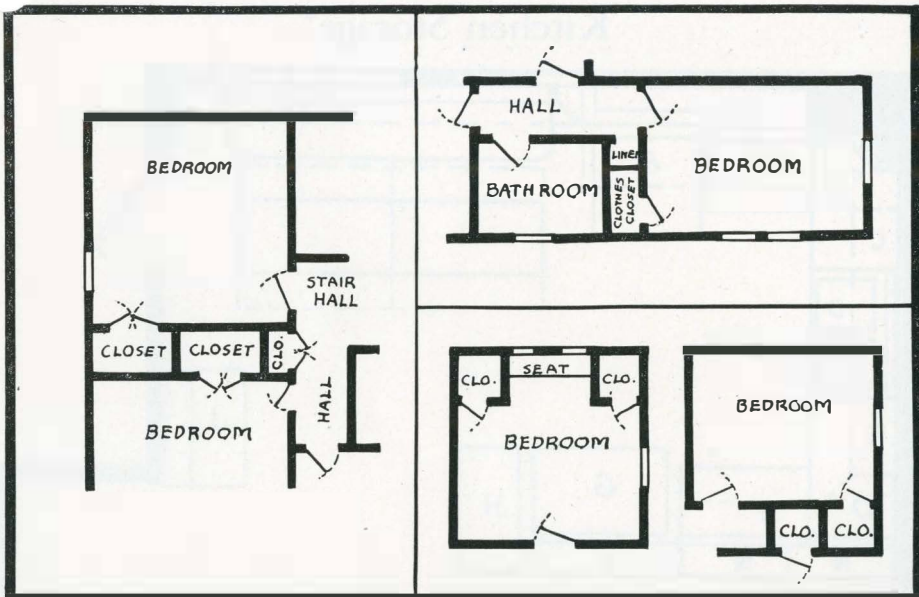 BEDROOM
STAIR
HALL
CLOSET
CLOSET
CLO.
HALL
BEDROOM
HALL
BATHROOM
LINEN
CLOTHES
CLOSET
BEDROOM
CLO.
SEAT
CLO.
BEDROOM
BEDROOM
CLO.
CLO.